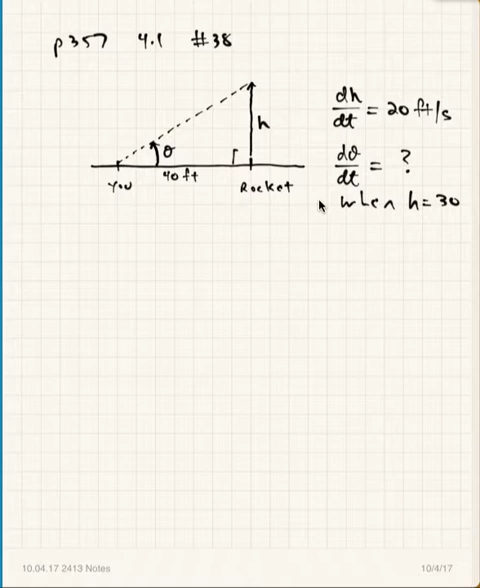 p357 4.1 #38
dh/dt = 20 ft/s
h
θ
40 ft
You
Rocket
dθ/dt = ?
when h = 30
10.04.17 2413 Notes
10/4/17